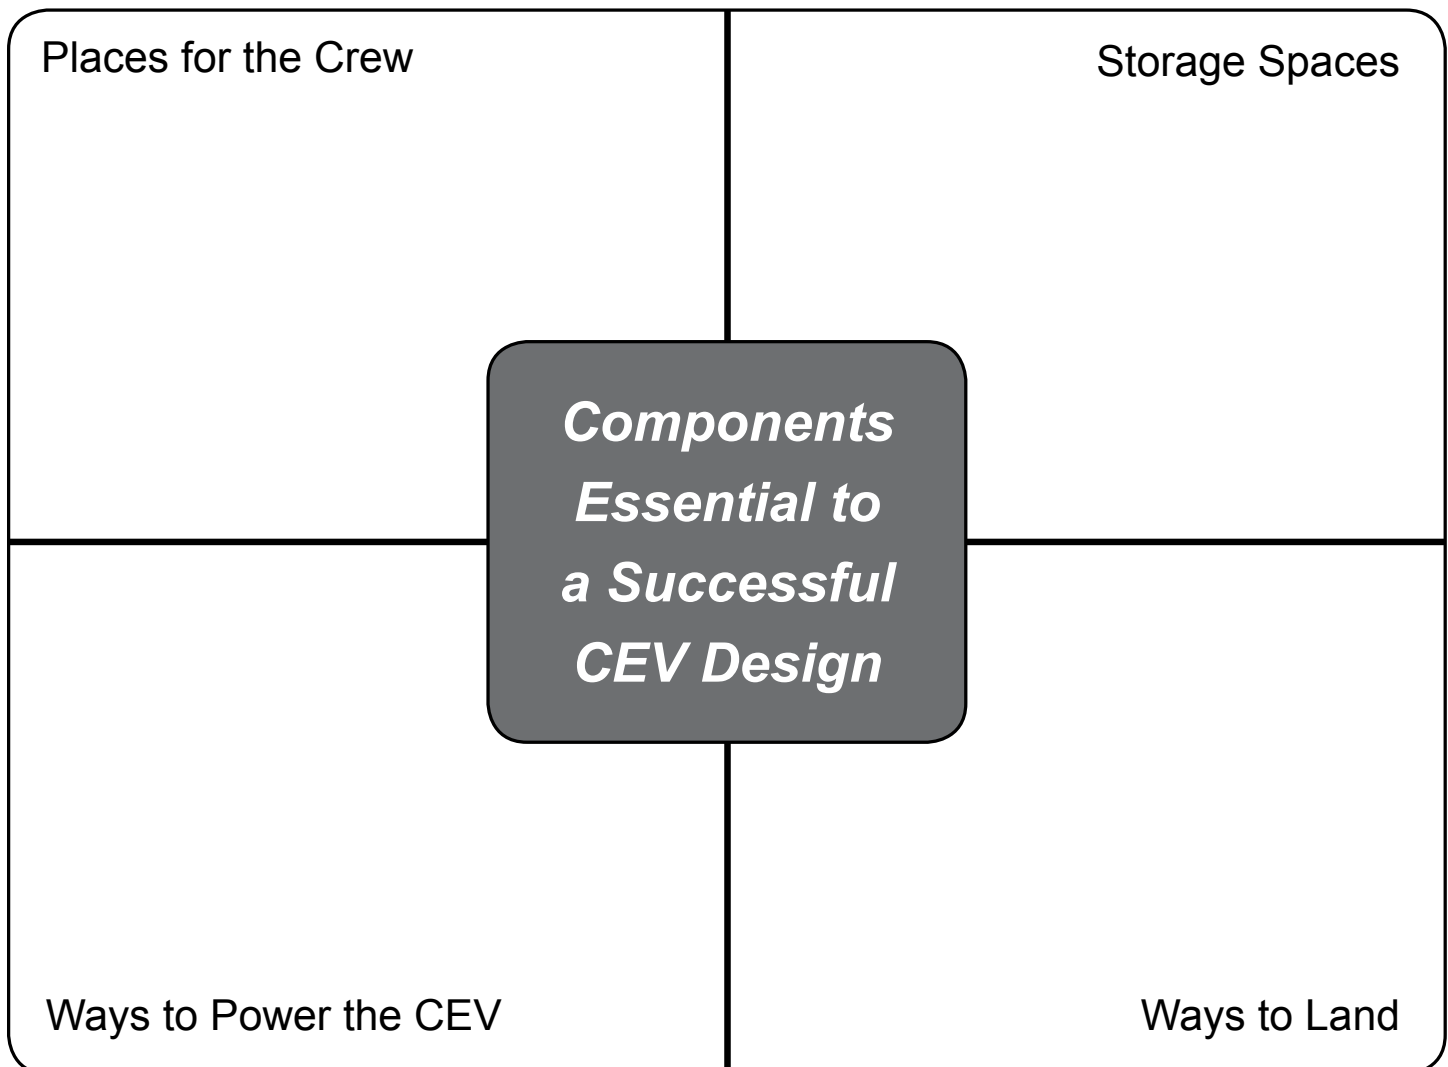 Places for the Crew
Storage Spaces
Components
Essential to
a Successful
CEV Design
Ways to Power the CEV
Ways to Land